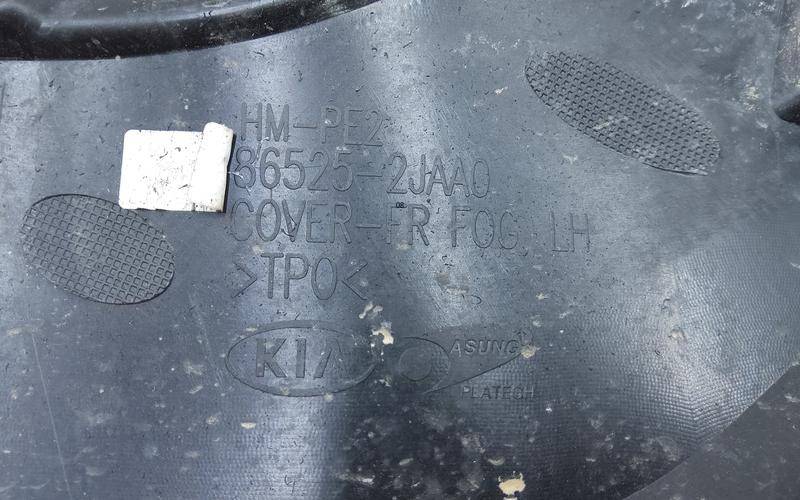 HM-PE2
86525-2JAA0
COVER-FR FOG LH
>TPO<
KIA
ASUNG
PLATECH